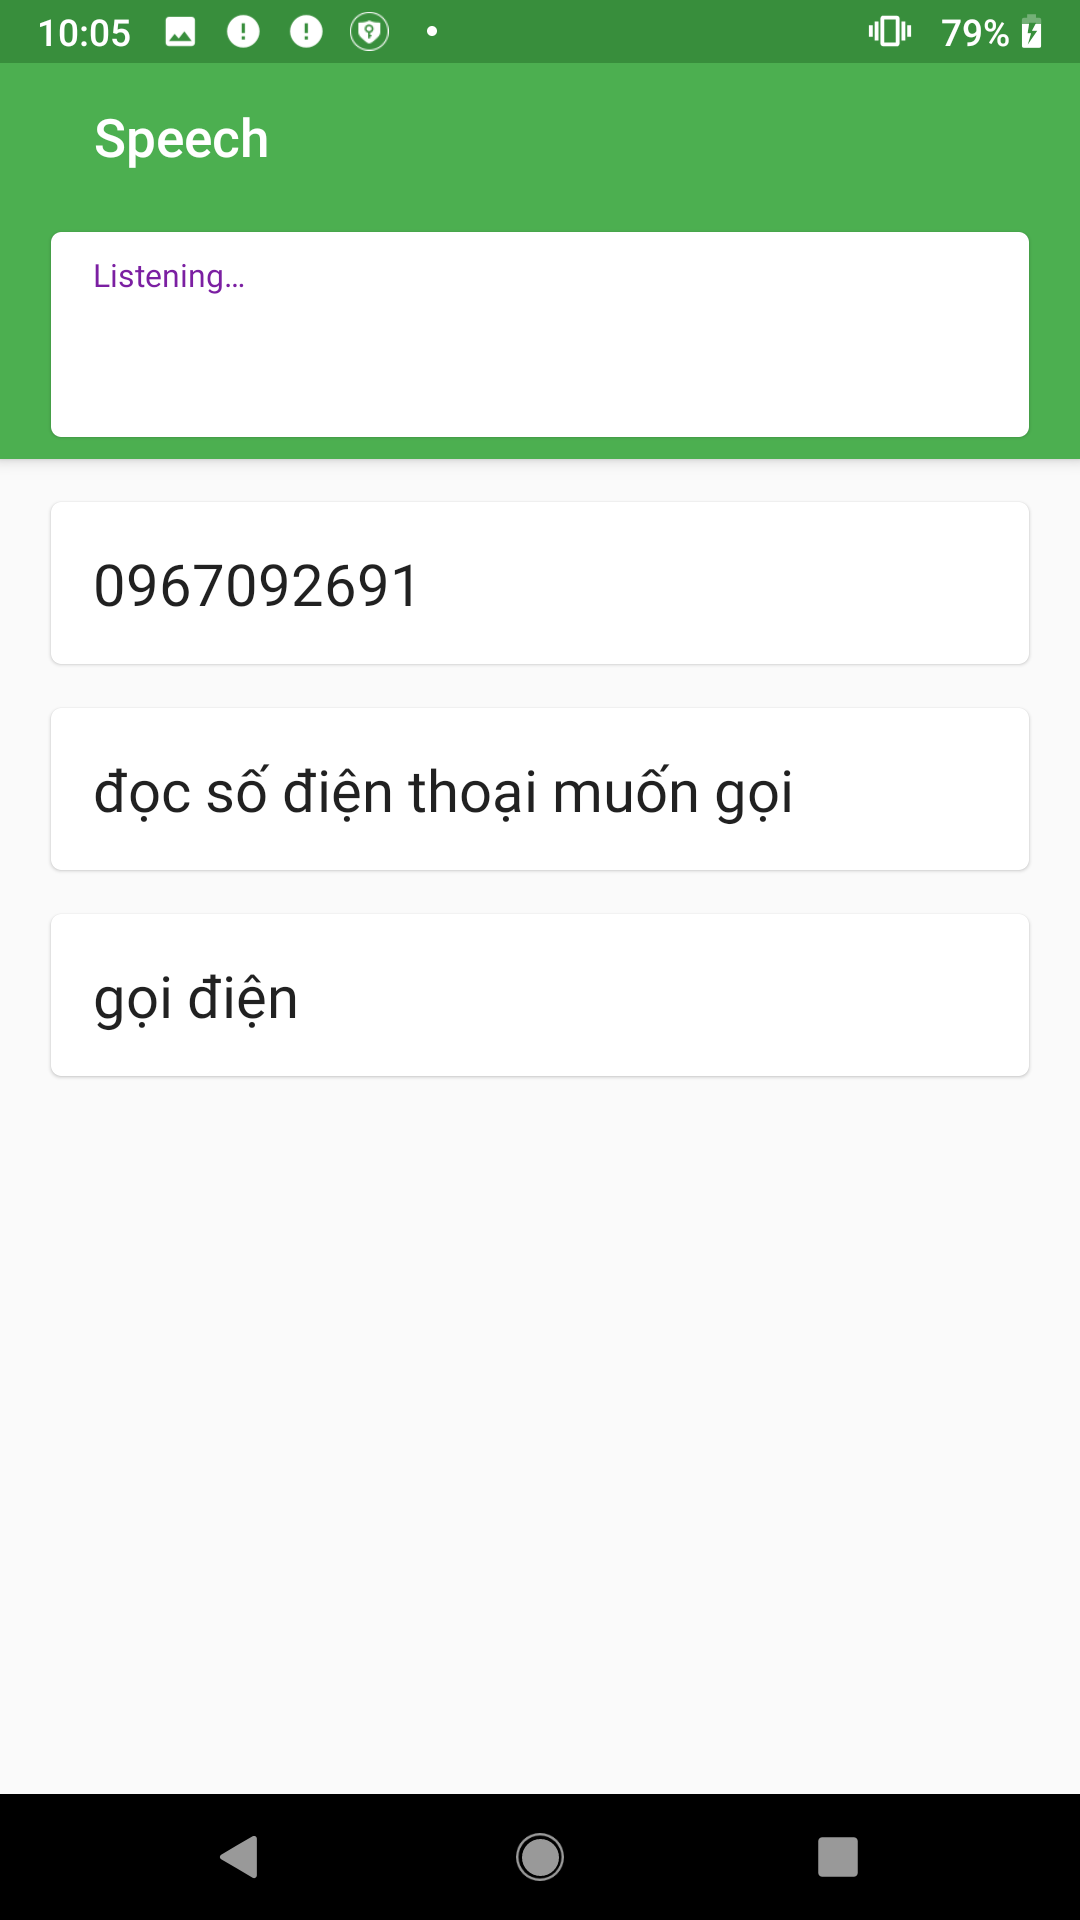 10:05
79%
Speech
Listening…
0967092691
đọc số điện thoại muốn gọi
gọi điện